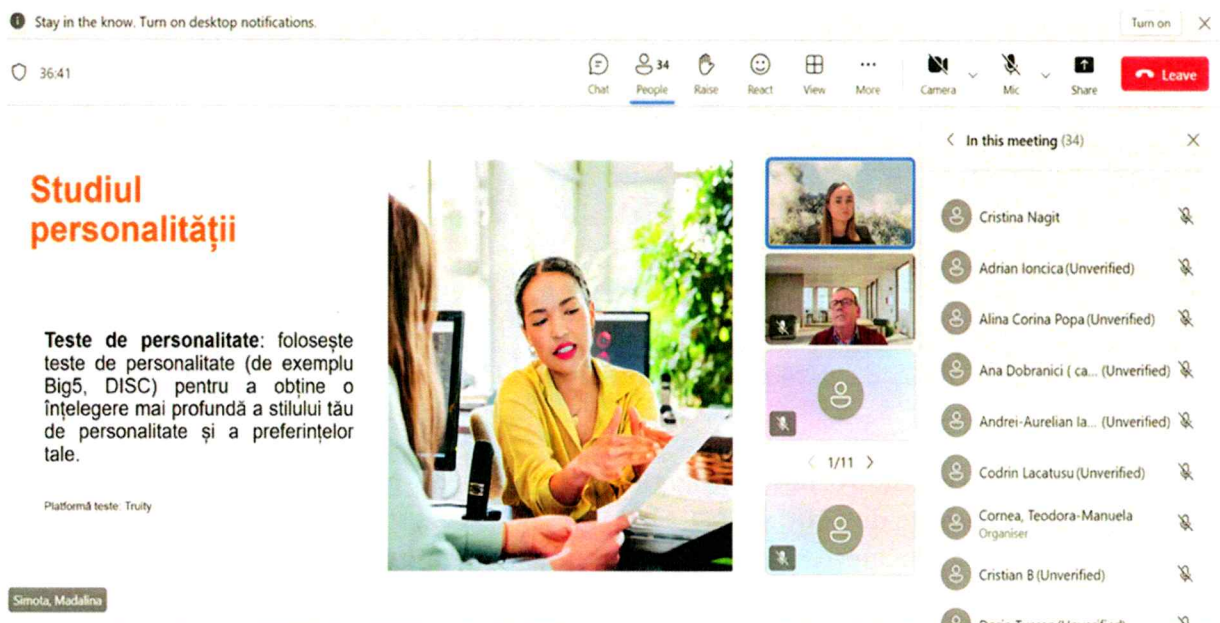 Stay in the know. Turn on desktop notifications.
Turn on
36:41
Chat
People
34
Raise
React
View
More
Camera
Mic
Share
Leave
Studiul
personalității
Teste de personalitate: folosește
teste de personalitate (de exemplu
Big5, DISC) pentru a obține o
înțelegere mai profundă a stilului tău
de personalitate și a preferințelor
tale.
Platformă teste: Truity
Simota, Madalina
1/11
In this meeting (34)
Cristina Nagit
Adrian Ioncica (Unverified)
Alina Corina Popa (Unverified)
Ana Dobranici ( ca... (Unverified)
Andrei-Aurelian Ia... (Unverified)
Codrin Lacatusu (Unverified)
Cornea, Teodora-Manuela
Organiser
Cristian B (Unverified)